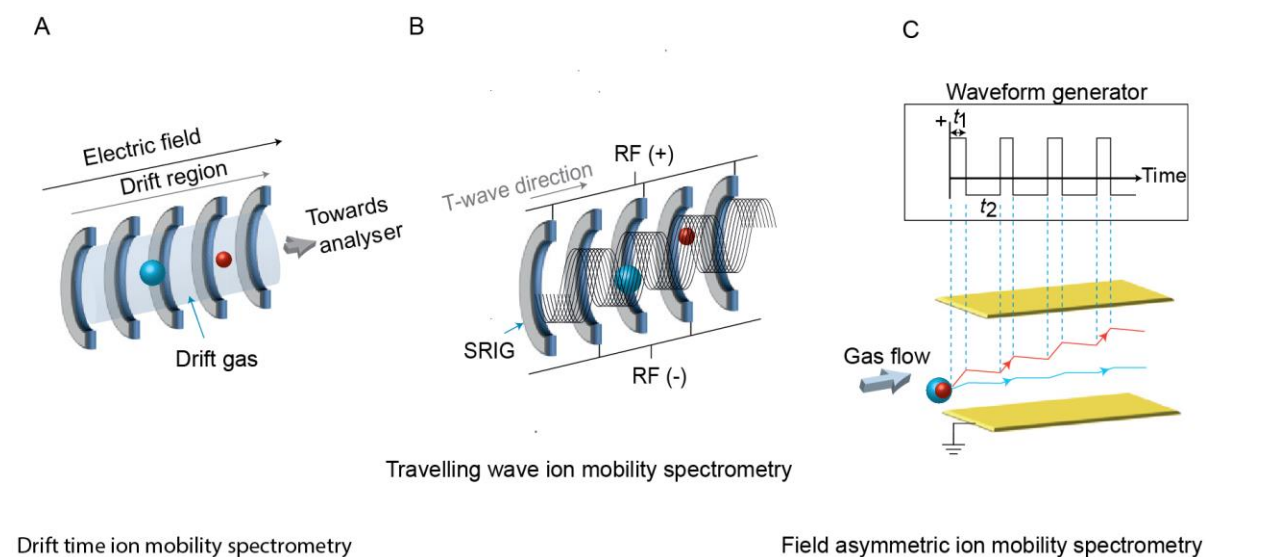 A
B
C
Electric field
Drift region
Towards
analyser
Drift gas
Drift time ion mobility spectrometry
RF (+)
T-wave direction
SRIG
RF (-)
Travelling wave ion mobility spectrometry
Waveform generator
+ t1
Time
t2
Gas flow
Field asymmetric ion mobility spectrometry